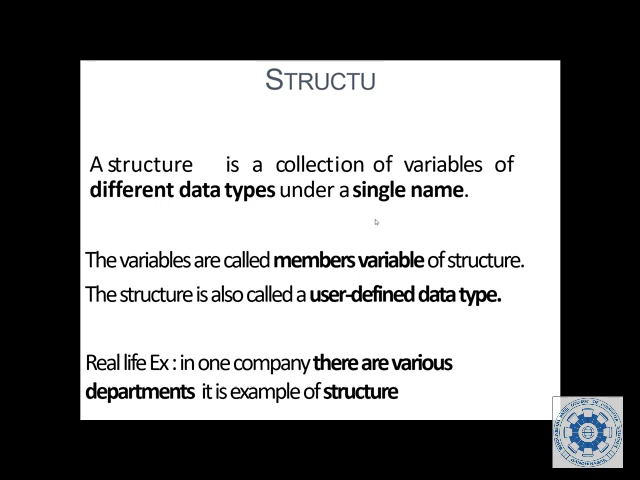 STRUCTU
A structure is a collection of variables of
different data types under a single name.
The variables are called members variable of structure.
The structure is also called a user-defined data type.
Real life Ex : in one company there are various
departments it is example of structure